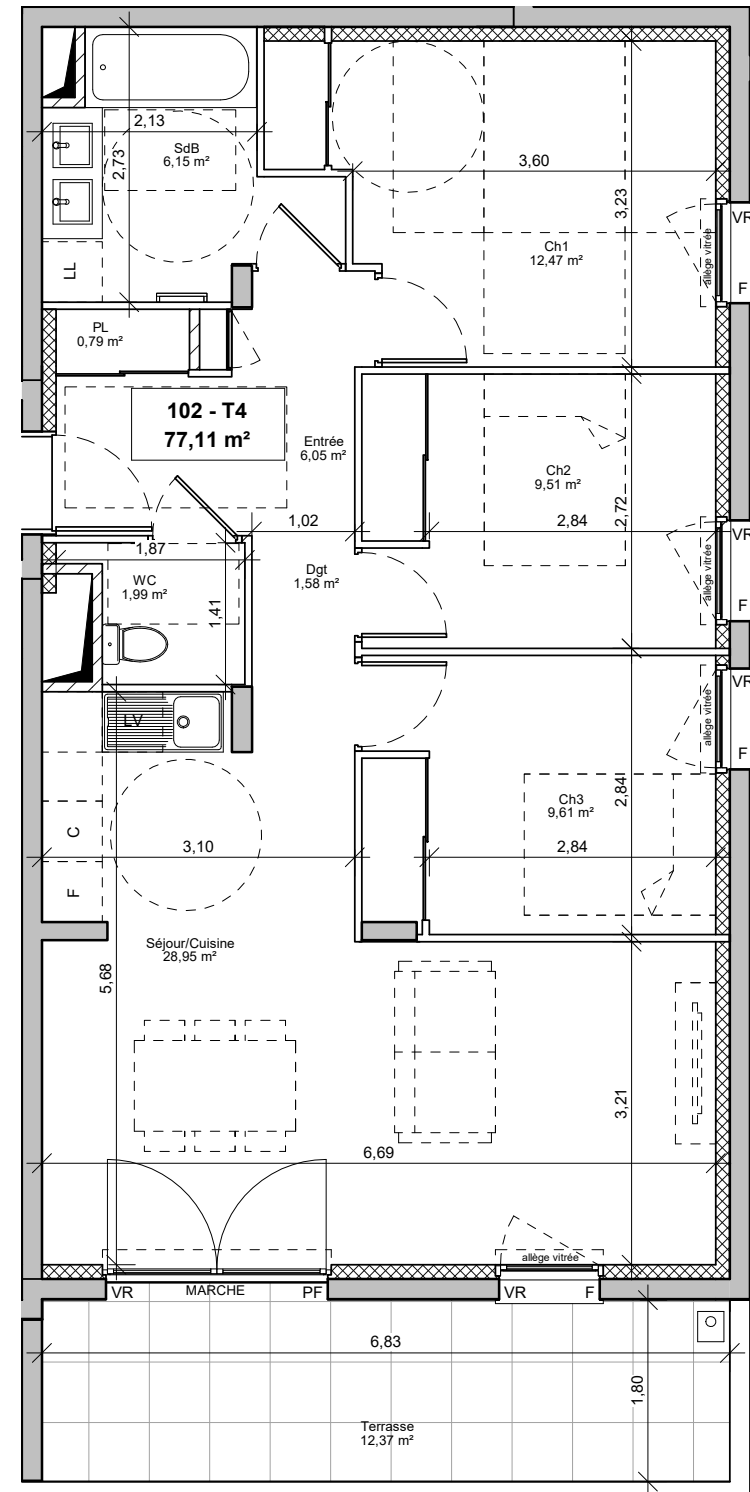 2,13
SdB
6,15 m²
2,73
3,60
3,23
VR
allège vitrée
Ch1
12,47 m²
F
LL
PL
0,79 m²
102 - T4
77,11 m²
Entrée
6,05 m²
Ch2
9,51 m²
2,72
1,02
2,84
VR
allège vitrée
F
1,87
WC
1,99 m²
Dgt
1,58 m²
1,41
VR
allège vitrée
F
LV
Ch3
9,61 m²
2,84
C
3,10
2,84
F
Séjour/Cuisine
28,95 m²
5,68
3,21
6,69
allège vitrée
VR
MARCHE
PF
VR
F
6,83
1,80
Terrasse
12,37 m²